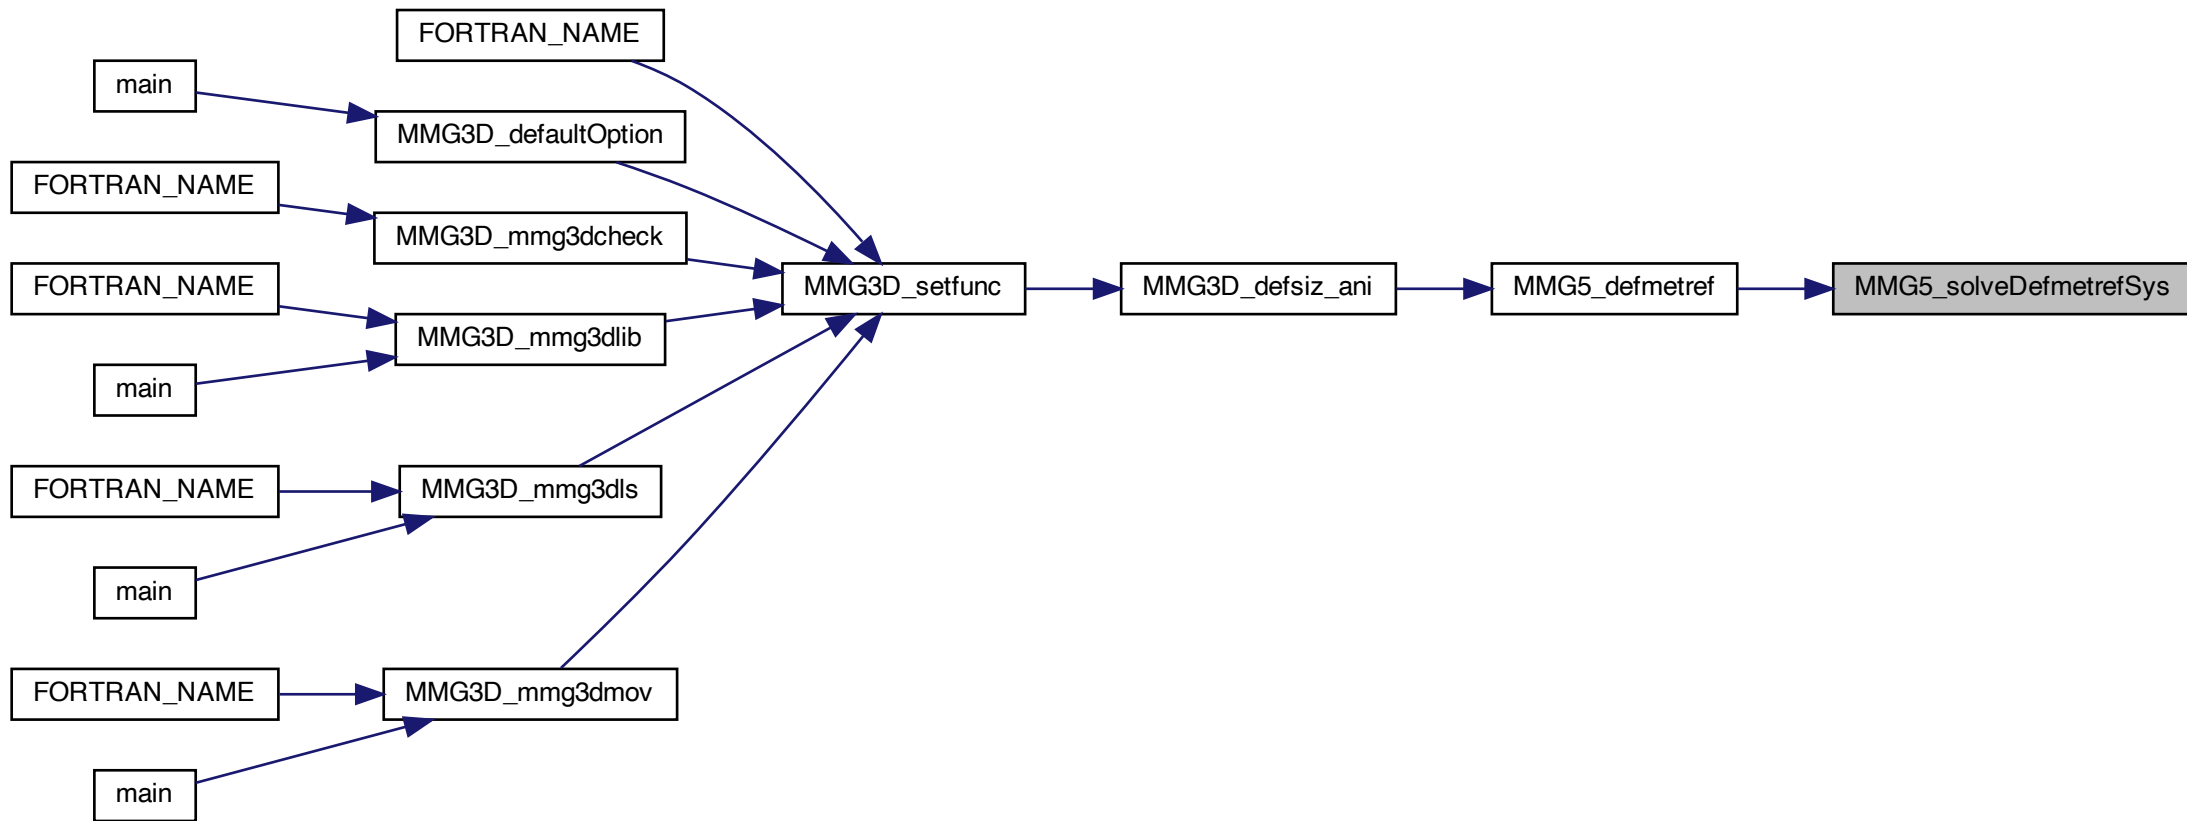 FORTRAN_NAME
main
MMG3D_defaultOption
FORTRAN_NAME
MMG3D_mmg3dcheck
FORTRAN_NAME
MMG3D_setfunc
MMG3D_defsiz_ani
MMG5_defmetref
MMG5_solveDefmetrefSys
MMG3D_mmg3dlib
main
FORTRAN_NAME
MMG3D_mmg3dls
main
FORTRAN_NAME
MMG3D_mmg3dmov
main